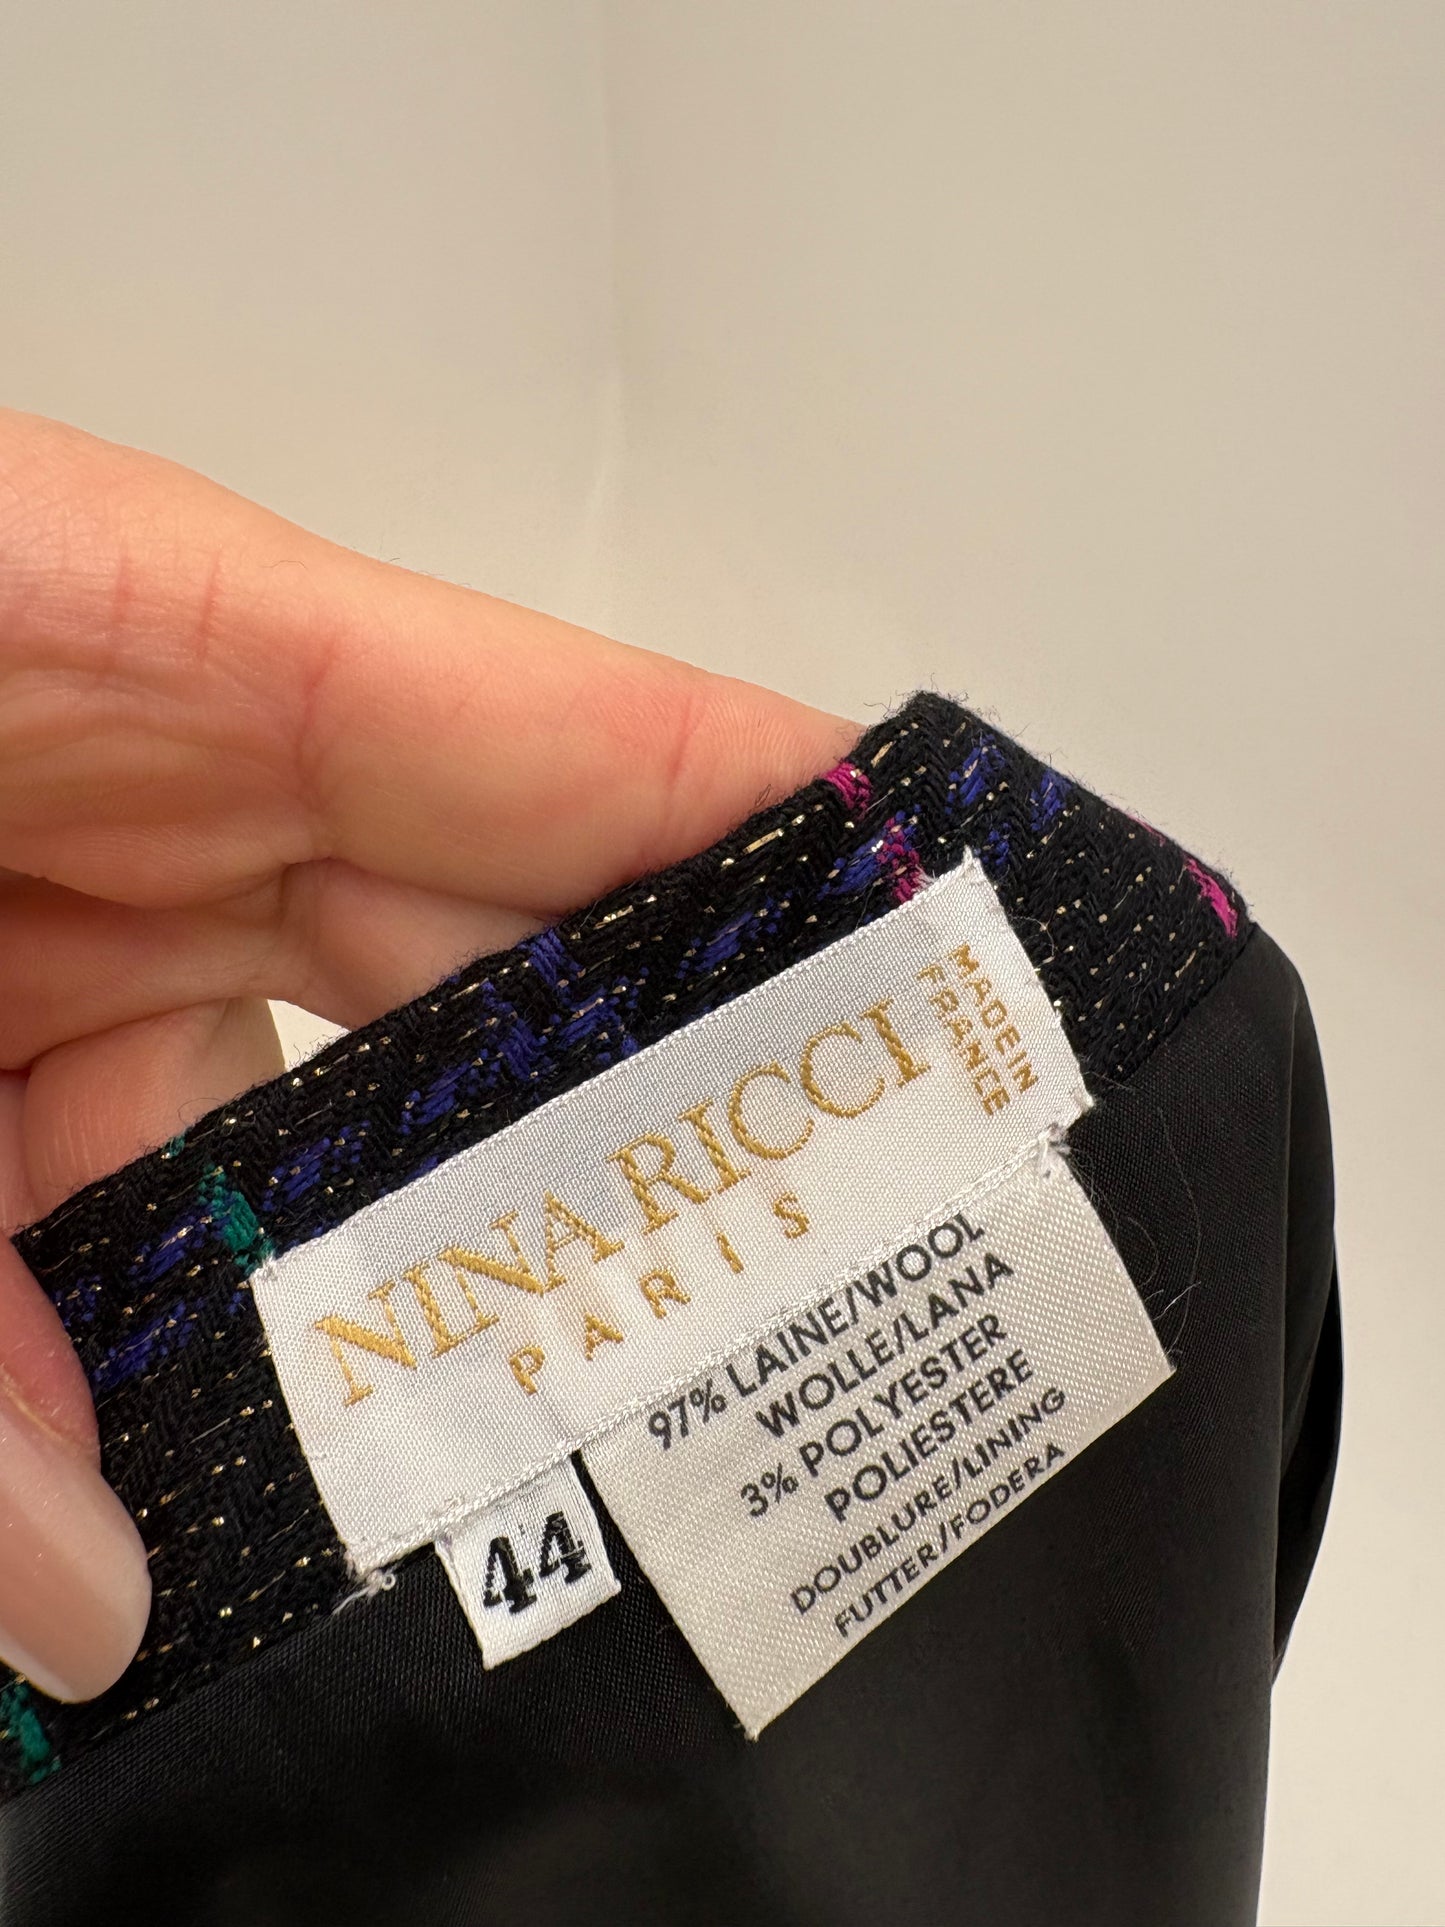 NINA RICCI
PARIS
MADE IN
FRANCE
44
97% LAINE/WOOL
WOLLE/LANA
3% POLYESTER
POLIESTERE
DOUBLURE/LINING
FUTTER/FODERA